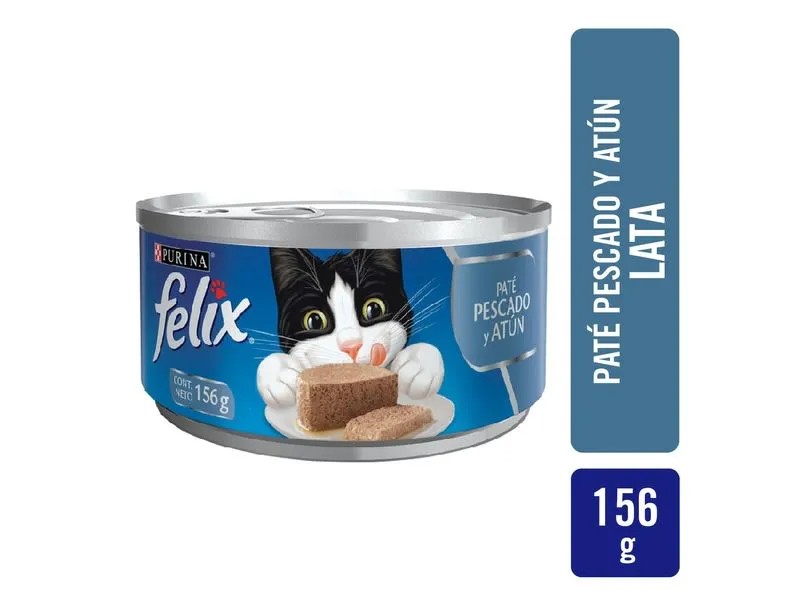 PURINA
felix
CONT.
NETO 156 g
PATÉ
PESCADO
y ATÚN
PATÉ PESCADO Y ATÚN
LATA
156
g